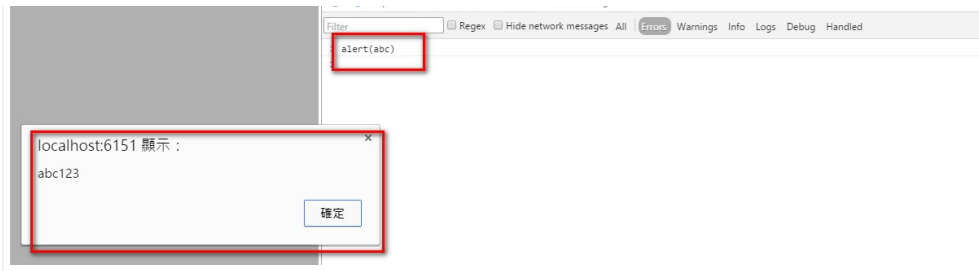 Filter Regex Hide network messages All Errors Warnings Info Logs Debug Handled
alert(abc)
localhost:6151 顯示：
×
abc123
確定